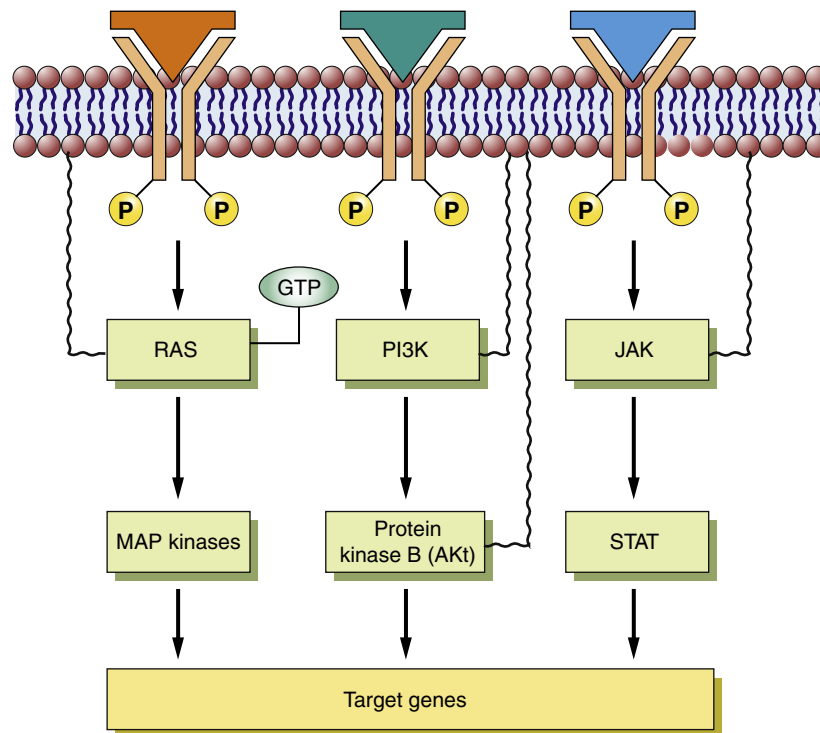 P
P
P
P
P
P
GTP
RAS
PI3K
JAK
MAP kinases
Protein
kinase B (AKt)
STAT
Target genes